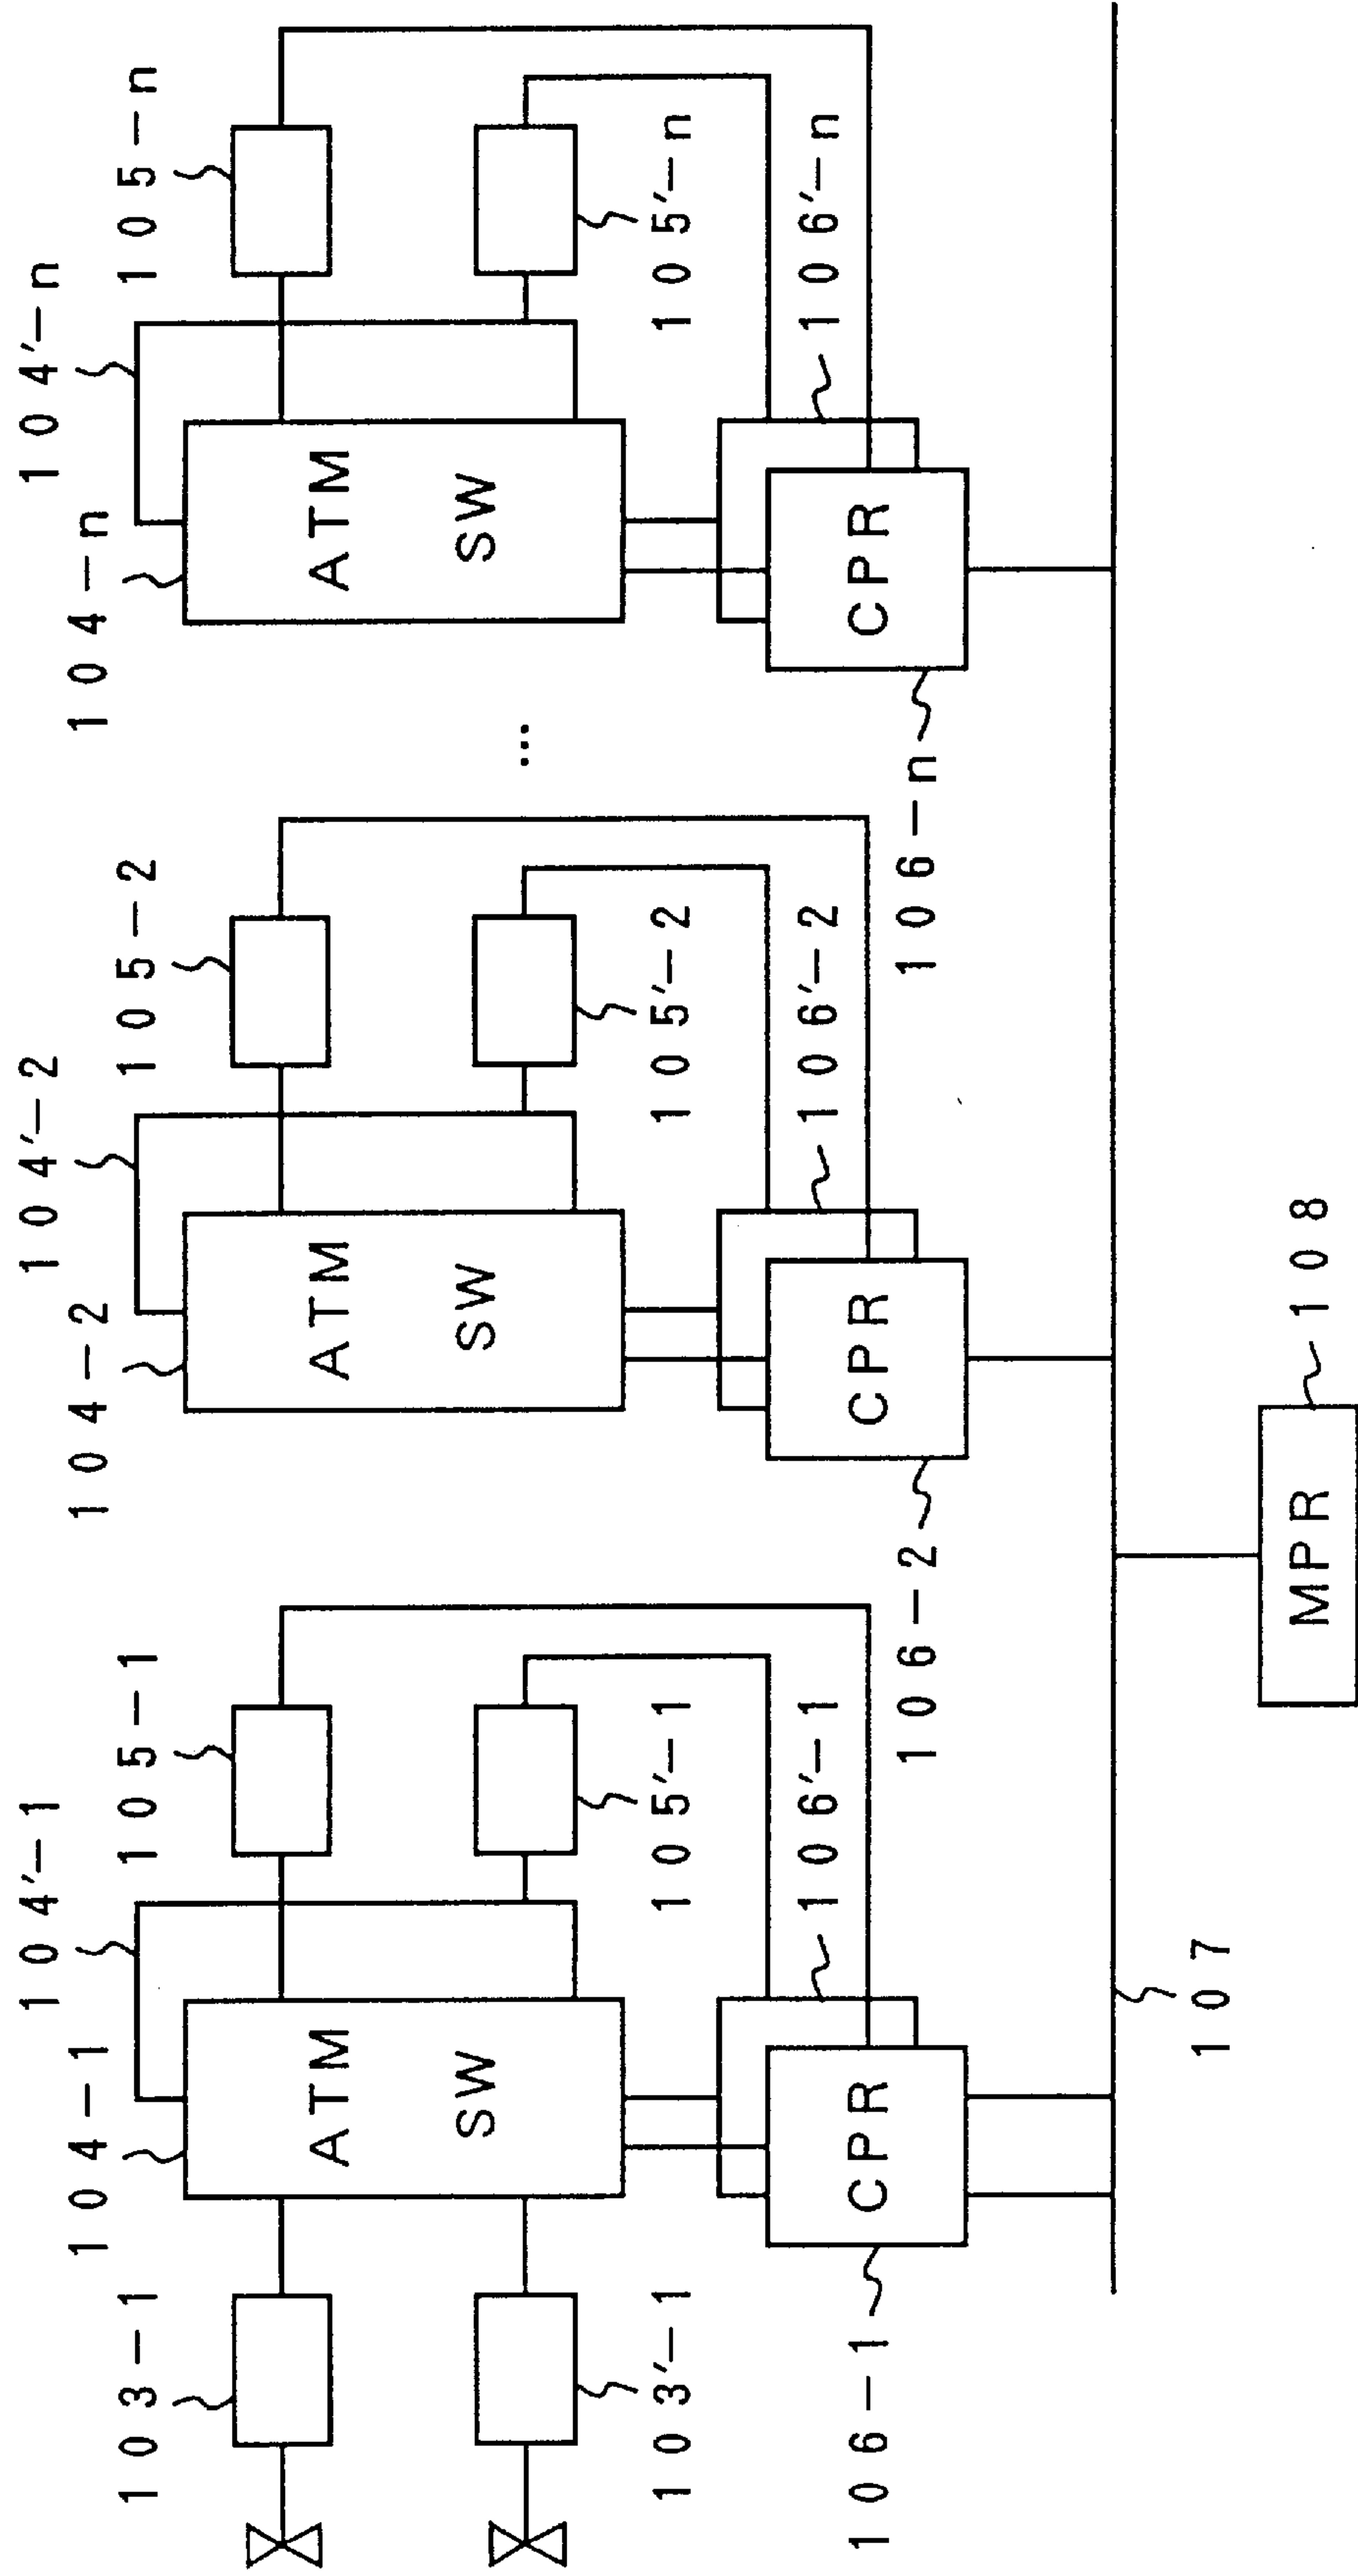 104'-1
104'-2
104'-n
104-1
105-1
104-2
105-2
104-n
105-n
103-1
ATM
SW
ATM
SW
ATM
SW
...
103'-1
105'-1
105'-2
105'-n
106'-1
106'-2
106'-n
CPR
CPR
CPR
106-1
106-2
106-n
107
MPR
108